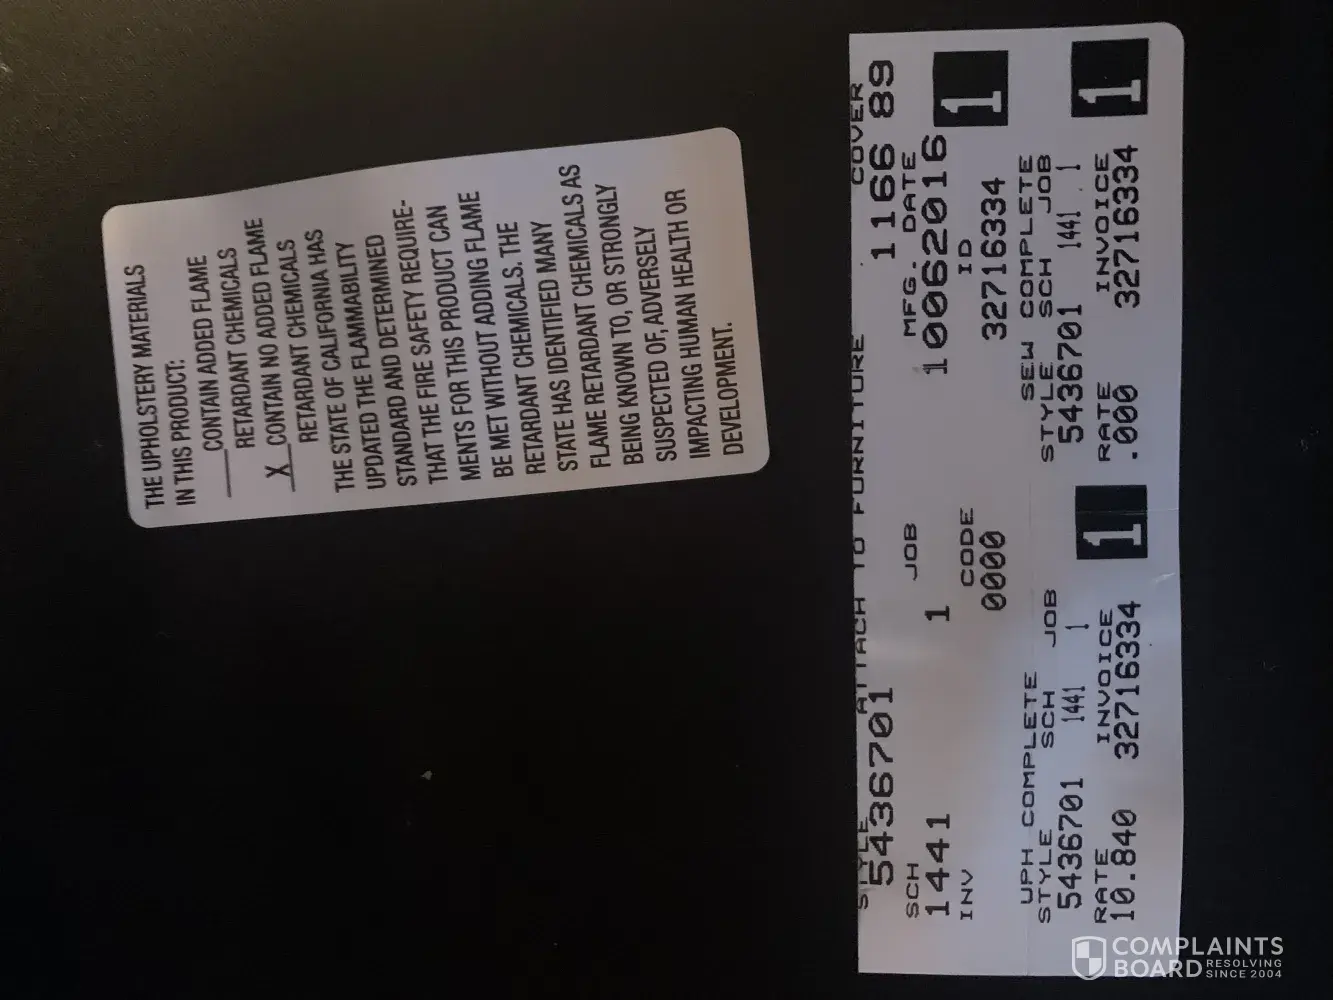 THE UPHOLSTERY MATERIALS
IN THIS PRODUCT:
___CONTAIN ADDED FLAME
RETARDANT CHEMICALS
_X_CONTAIN NO ADDED FLAME
RETARDANT CHEMICALS
THE STATE OF CALIFORNIA HAS
UPDATED THE FLAMMABILITY
STANDARD AND DETERMINED
THAT THE FIRE SAFETY REQUIRE-
MENTS FOR THIS PRODUCT CAN
BE MET WITHOUT ADDING FLAME
RETARDANT CHEMICALS. THE
STATE HAS IDENTIFIED MANY
FLAME RETARDANT CHEMICALS AS
BEING KNOWN TO, OR STRONGLY
SUSPECTED OF, ADVERSELY
IMPACTING HUMAN HEALTH OR
DEVELOPMENT.
STYLE ATTACH TO FURNITURE COVER
5436701 1166 89
SCH JOB MFG. DATE
1441 1 10062016 1
INV CODE ID
0000 32716334
UPH COMPLETE SEW COMPLETE
STYLE SCH JOB STYLE SCH JOB
5436701 1441 1 5436701 1441 . 1
RATE INVOICE RATE INVOICE
10.840 32716334 1 .000 32716334 1
COMPLAINTS
BOARD RESOLVING
SINCE 2004